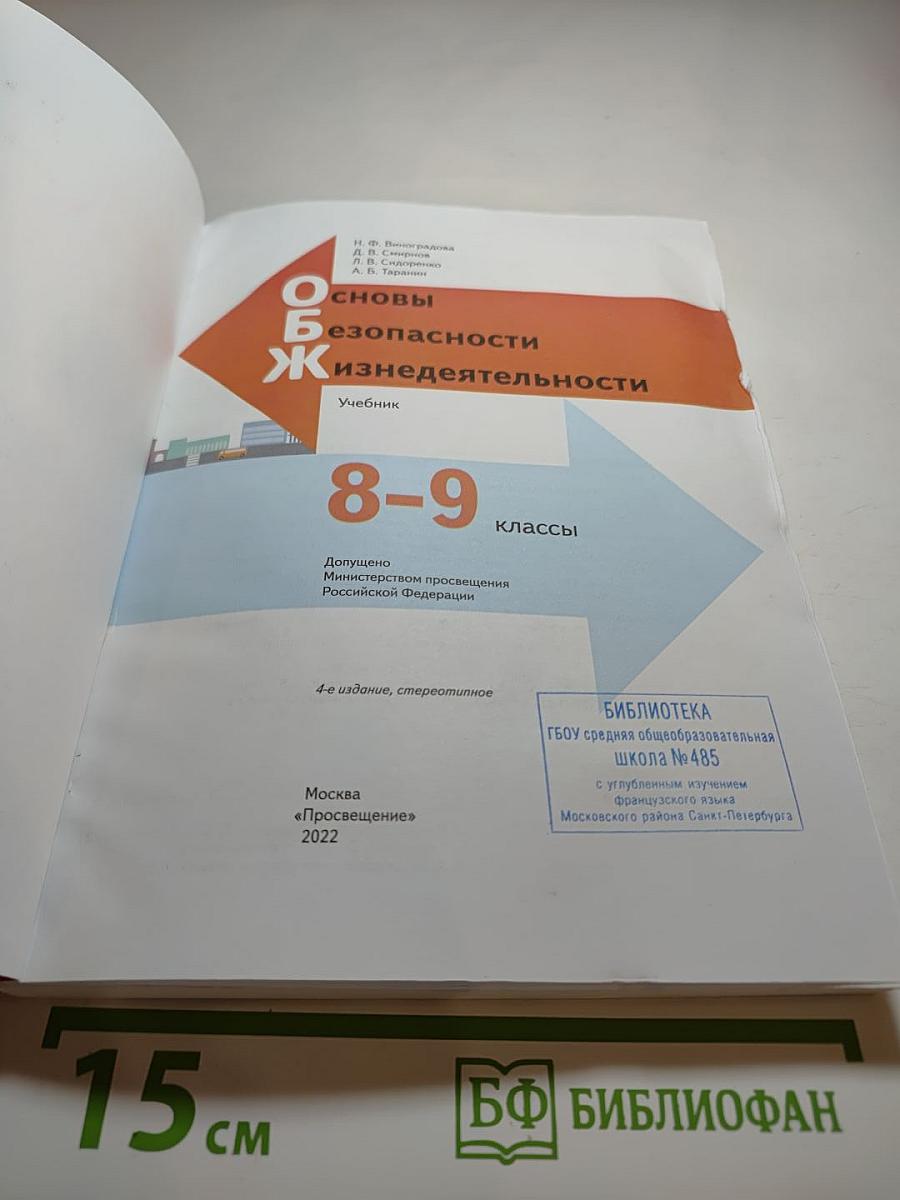 Н. Ф. Виноградова
Д. В. Смирнов
Л. В. Сидоренко
А. Б. Таранин
Основы
Безопасности
Жизнедеятельности
Учебник
8–9 классы
Допущено
Министерством просвещения
Российской Федерации
4-е издание, стереотипное
БИБЛИОТЕКА
ГБОУ средняя общеобразовательная
школа №485
с углубленным изучением
французского языка
Московского района Санкт-Петербурга
Москва
«Просвещение»
2022
15 см
БФ БИБЛИОФАН